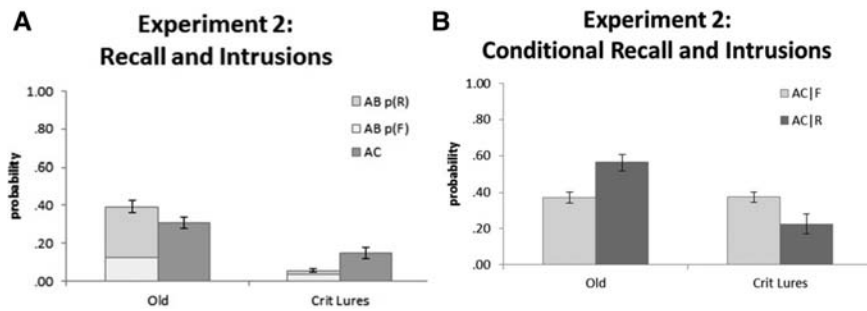 A
Experiment 2:
Recall and Intrusions
1.00
.80
.60
.40
.20
.00
probability
AB p(R)
AB p(F)
AC
Old
Crit Lures
B
Experiment 2:
Conditional Recall and Intrusions
1.00
.80
.60
.40
.20
.00
probability
AC|F
AC|R
Old
Crit Lures